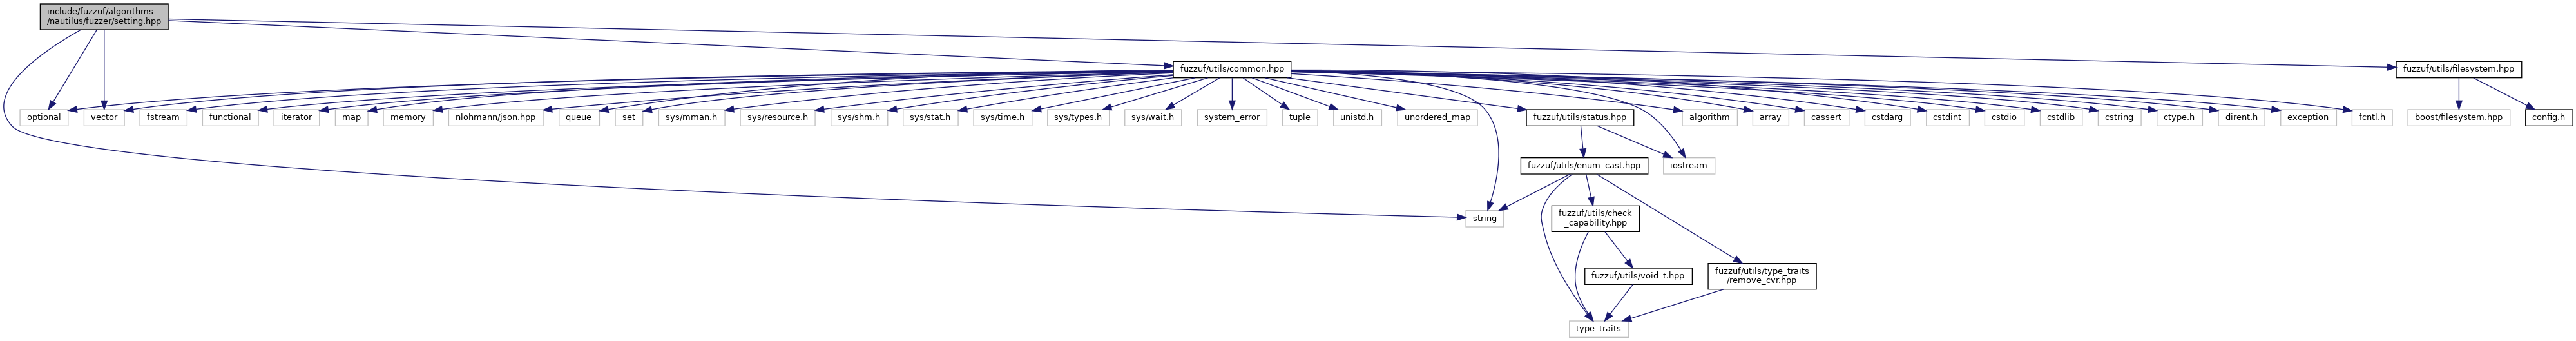 include/fuzzuf/algorithms
/nautilus/fuzzer/setting.hpp
fuzzuf/utils/common.hpp
fuzzuf/utils/filesystem.hpp
optional
vector
fstream
functional
iterator
map
memory
nlohmann/json.hpp
queue
set
sys/mman.h
sys/resource.h
sys/shm.h
sys/stat.h
sys/time.h
sys/types.h
sys/wait.h
system_error
tuple
unistd.h
unordered_map
fuzzuf/utils/status.hpp
algorithm
array
cassert
cstdarg
cstdint
cstdio
cstdlib
cstring
ctype.h
dirent.h
exception
fcntl.h
boost/filesystem.hpp
config.h
fuzzuf/utils/enum_cast.hpp
iostream
string
fuzzuf/utils/check
_capability.hpp
fuzzuf/utils/void_t.hpp
fuzzuf/utils/type_traits
/remove_cvr.hpp
type_traits